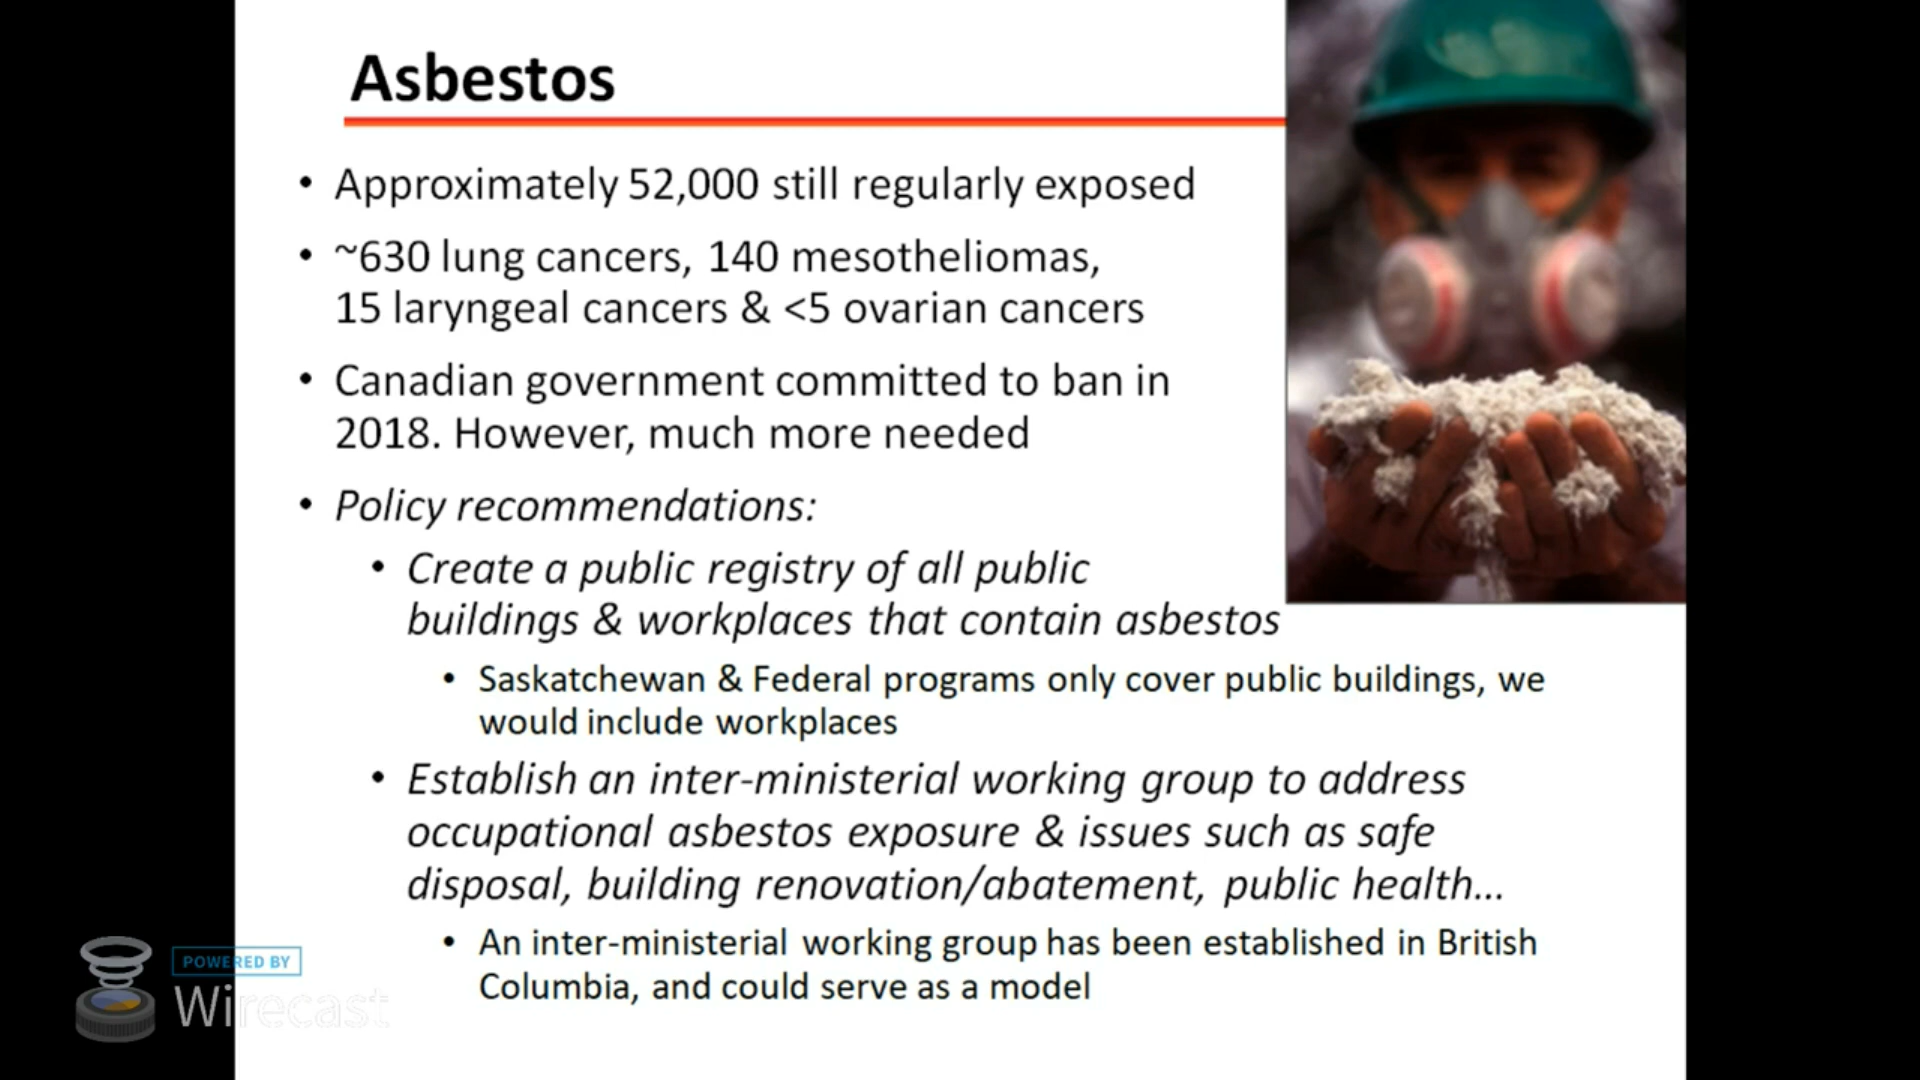 Asbestos
• Approximately 52,000 still regularly exposed
• ~630 lung cancers, 140 mesotheliomas,
15 laryngeal cancers & <5 ovarian cancers
• Canadian government committed to ban in
2018. However, much more needed
• Policy recommendations:
• Create a public registry of all public
buildings & workplaces that contain asbestos
• Saskatchewan & Federal programs only cover public buildings, we
would include workplaces
• Establish an inter-ministerial working group to address
occupational asbestos exposure & issues such as safe
disposal, building renovation/abatement, public health...
• An inter-ministerial working group has been established in British
Columbia, and could serve as a model
POWERED BY
Wirecast